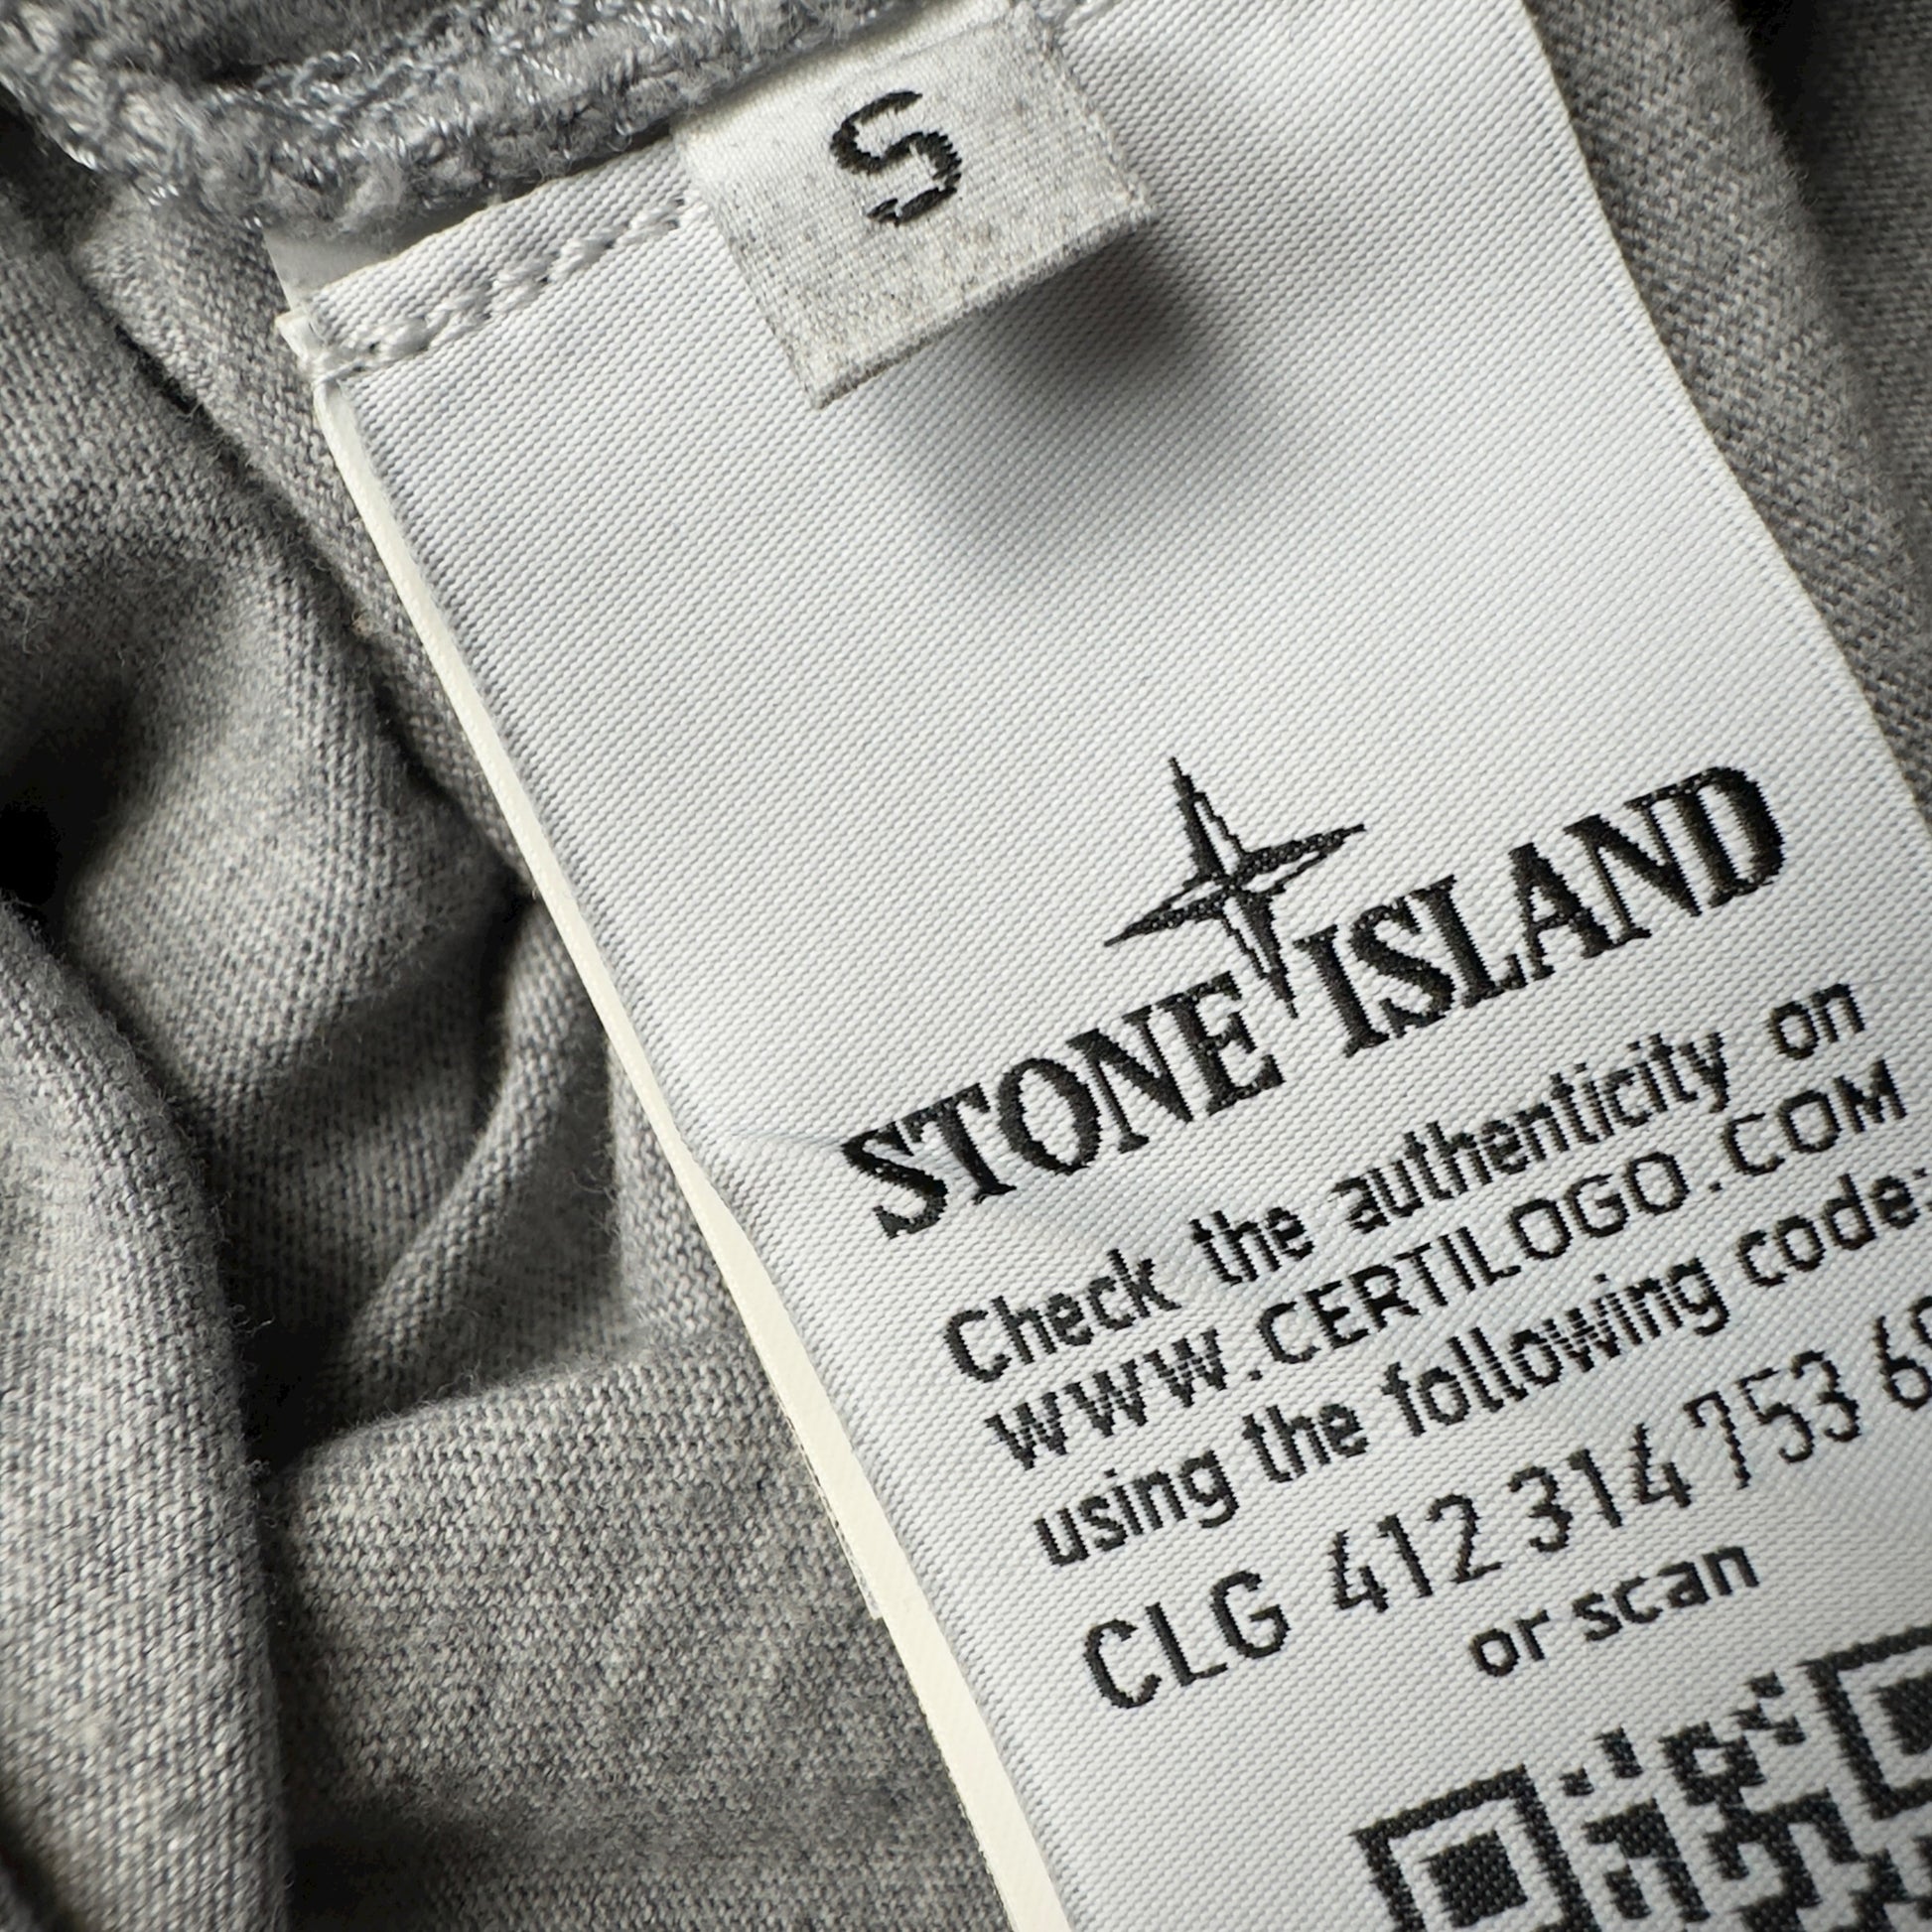 S
STONE ISLAND
Check the authenticity on
WWW.CERTILOGO.COM
using the following code:
CLG 412 314 753
or scan